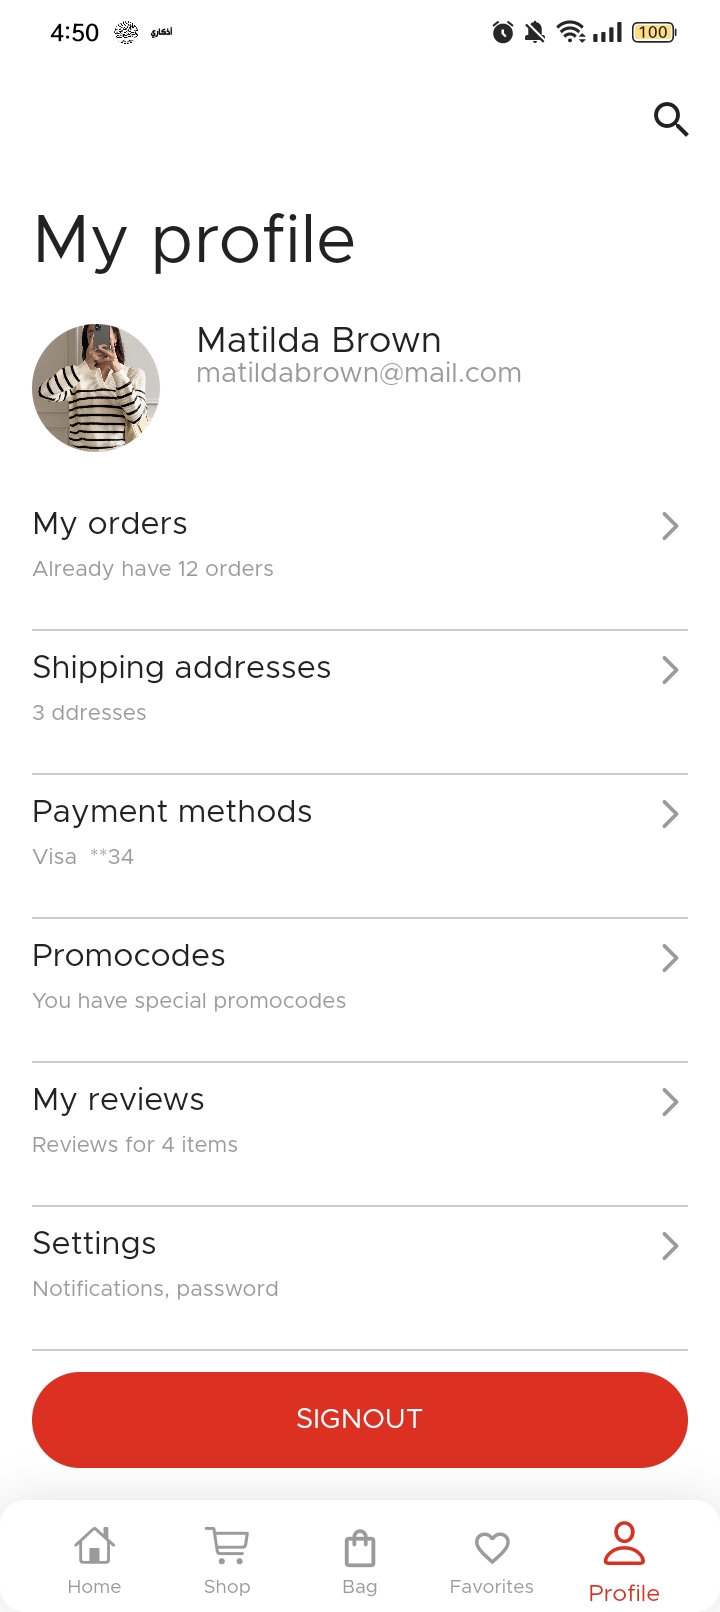 4:50 أذكاري 100
My profile
Matilda Brown
matildabrown@mail.com
My orders
Already have 12 orders
Shipping addresses
3 ddresses
Payment methods
Visa  **34
Promocodes
You have special promocodes
My reviews
Reviews for 4 items
Settings
Notifications, password
SIGNOUT
Home Shop Bag Favorites Profile